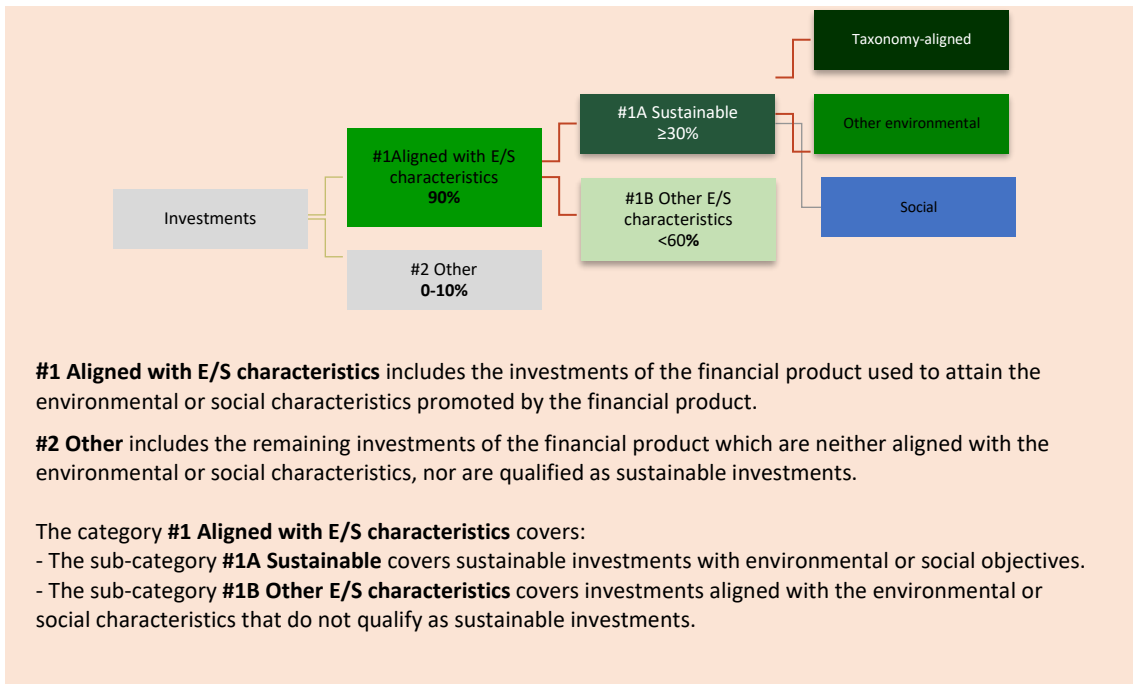 Taxonomy-aligned
#1A Sustainable
≥30%
Other environmental
#1Aligned with E/S
characteristics
90%
#1B Other E/S
characteristics
<60%
Investments
Social
#2 Other
0-10%
#1 Aligned with E/S characteristics includes the investments of the financial product used to attain the
environmental or social characteristics promoted by the financial product.
#2 Other includes the remaining investments of the financial product which are neither aligned with the
environmental or social characteristics, nor are qualified as sustainable investments.
The category #1 Aligned with E/S characteristics covers:
- The sub-category #1A Sustainable covers sustainable investments with environmental or social objectives.
- The sub-category #1B Other E/S characteristics covers investments aligned with the environmental or
social characteristics that do not qualify as sustainable investments.